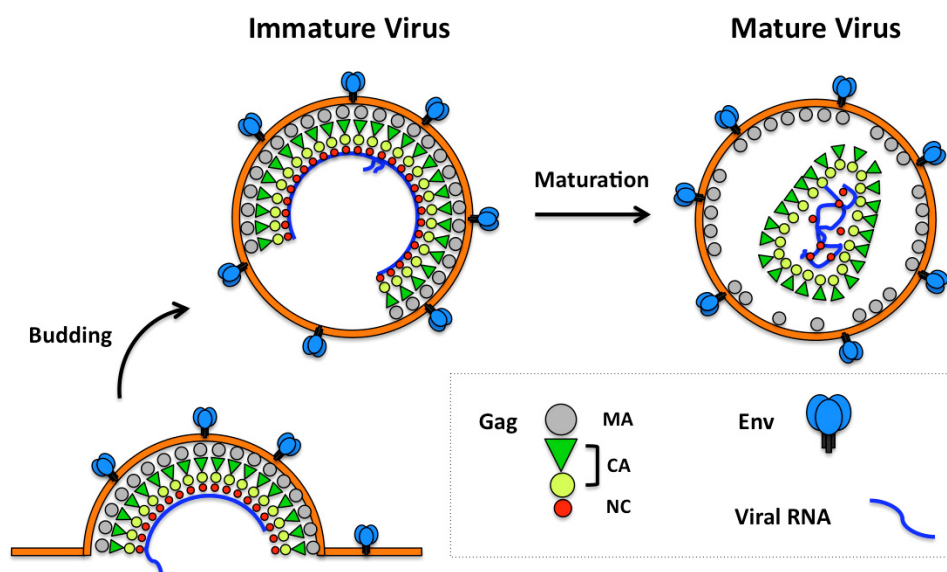 Immature Virus
Mature Virus
Maturation
Budding
Gag
MA
CA
NC
Env
Viral RNA